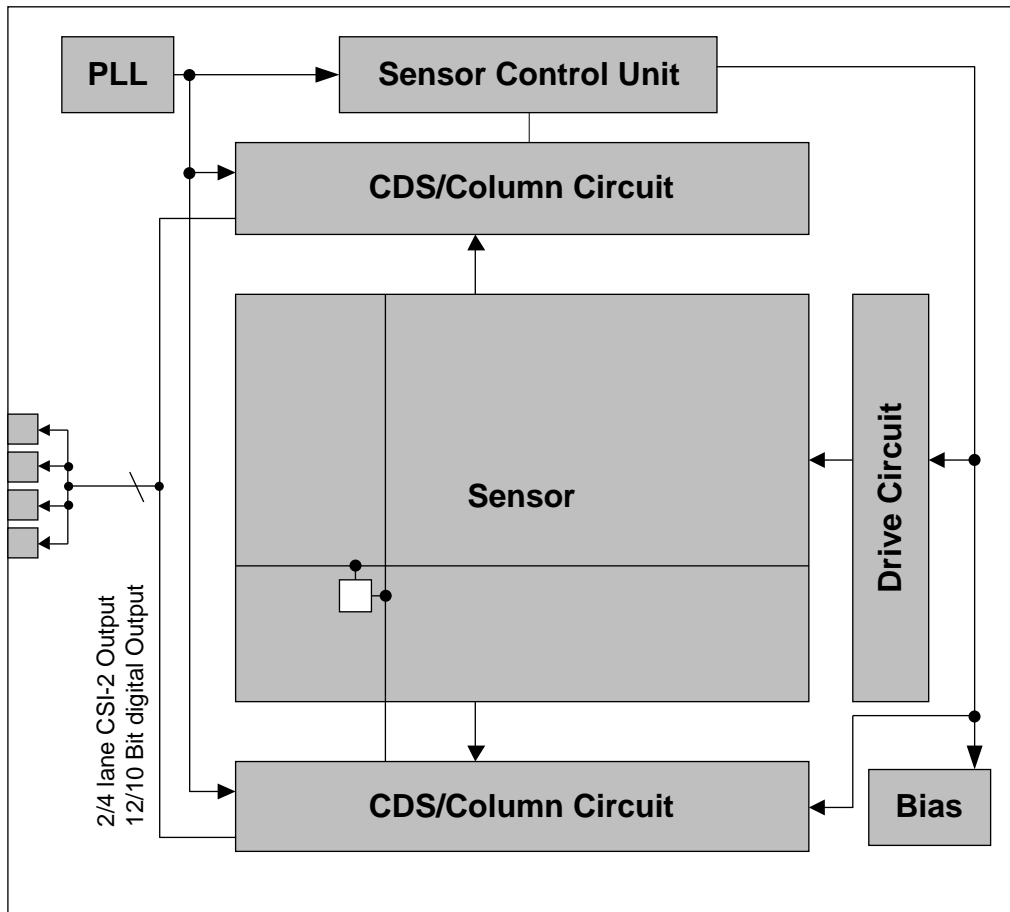 PLL
Sensor Control Unit
CDS/Column Circuit
Sensor
Drive Circuit
2/4 lane CSI-2 Output
12/10 Bit digital Output
CDS/Column Circuit
Bias